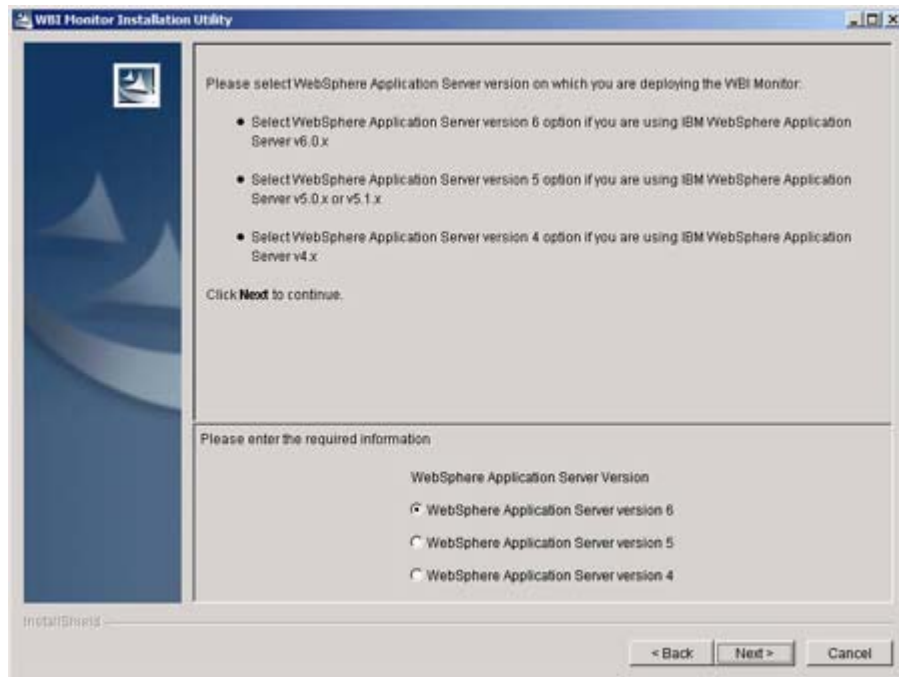 WBI Monitor Installation Utility
Please select WebSphere Application Server version on which you are deploying the WBI Monitor:
• Select WebSphere Application Server version 6 option if you are using IBM WebSphere Application
Server v6.0.x
• Select WebSphere Application Server version 5 option if you are using IBM WebSphere Application
Server v5.0.x or v5.1.x
• Select WebSphere Application Server version 4 option if you are using IBM WebSphere Application
Server v4.x
Click Next to continue.
Please enter the required information
WebSphere Application Server Version
WebSphere Application Server version 6
WebSphere Application Server version 5
WebSphere Application Server version 4
InstallShield
< Back
Next >
Cancel